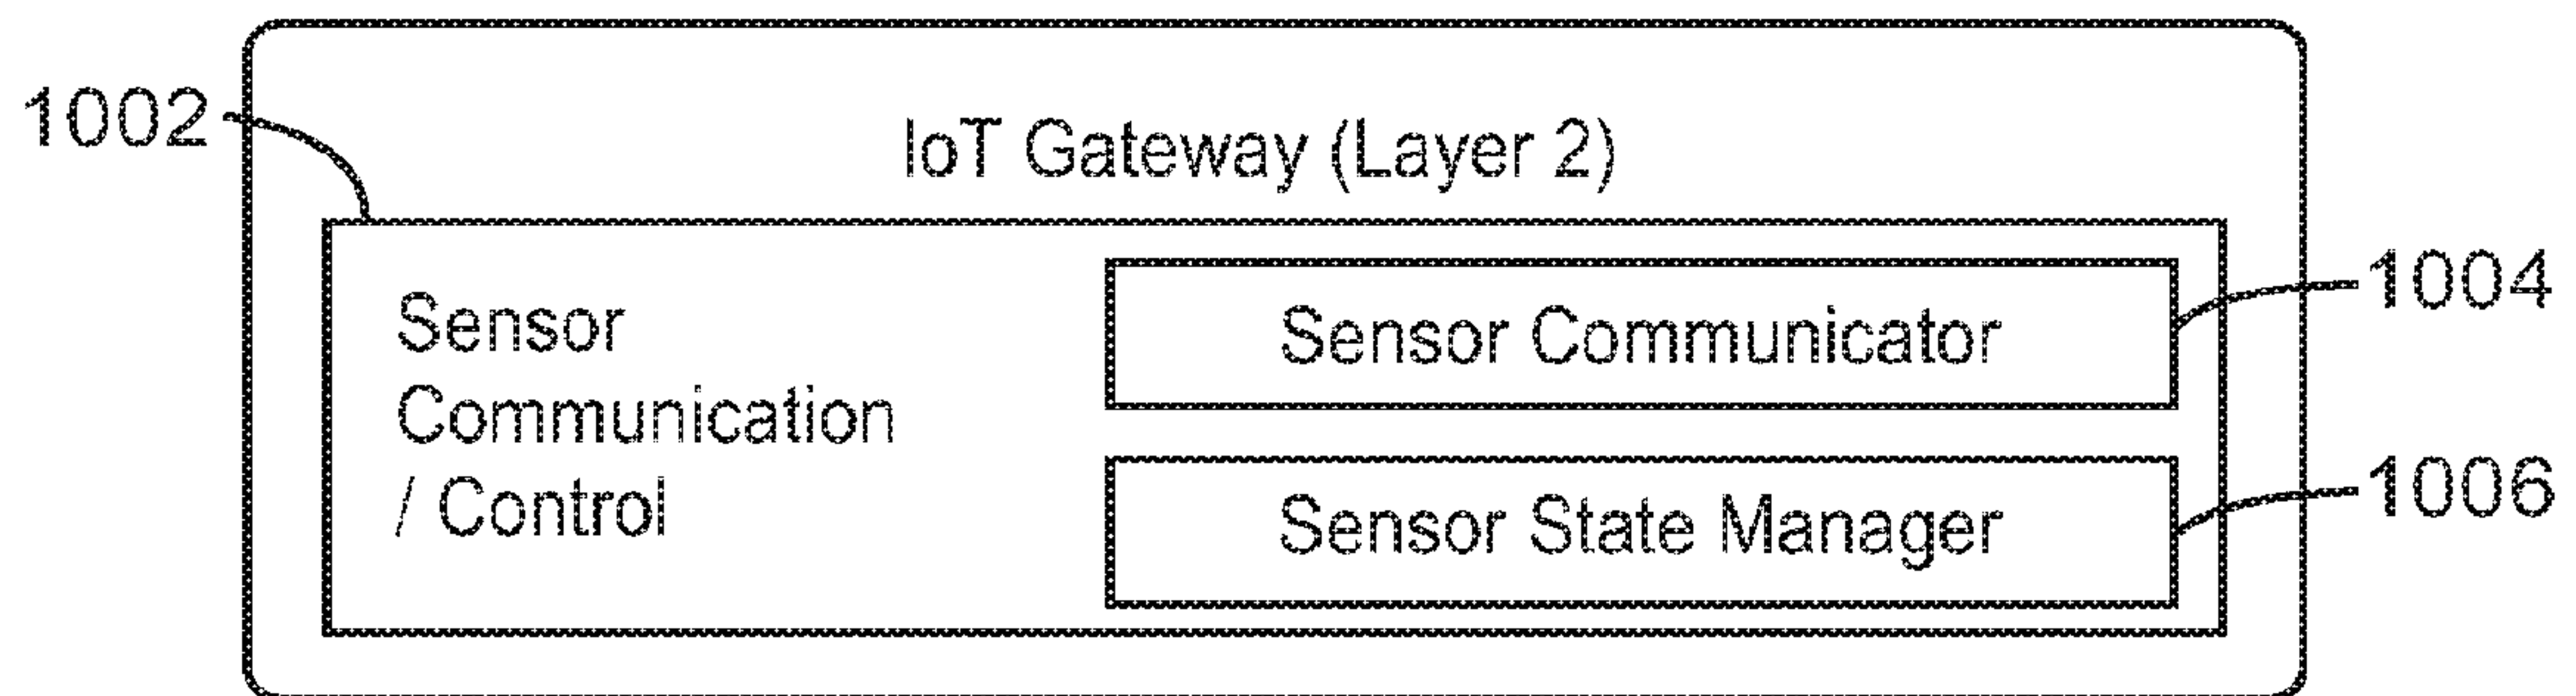 1002
IoT Gateway (Layer 2)
Sensor
Communication
/ Control
Sensor Communicator
1004
Sensor State Manager
1006